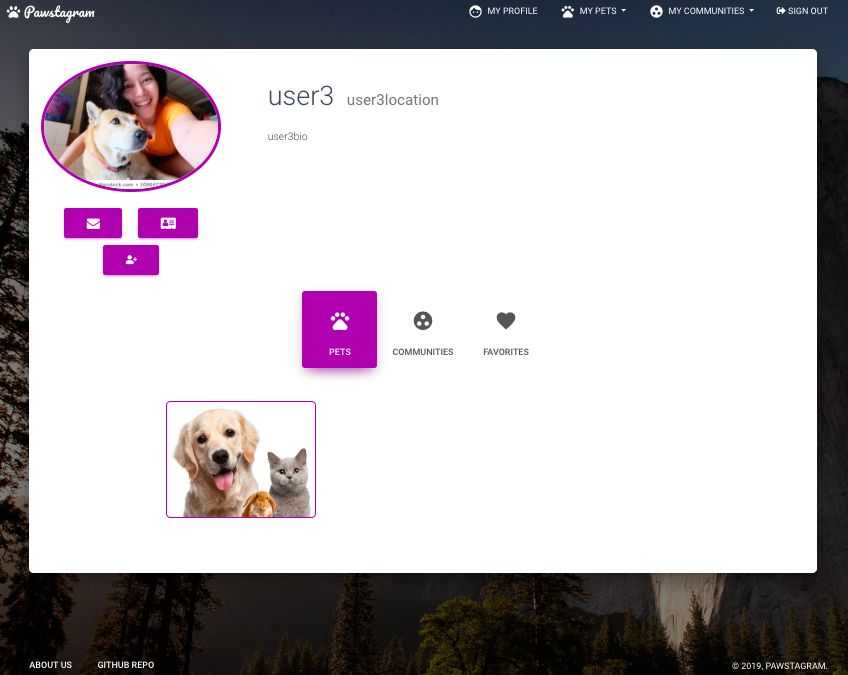 Pawstagram
MY PROFILE
MY PETS
MY COMMUNITIES
SIGN OUT
user3 user3location
user3bio
PETS
COMMUNITIES
FAVORITES
ABOUT US
GITHUB REPO
© 2019, PAWSTAGRAM.